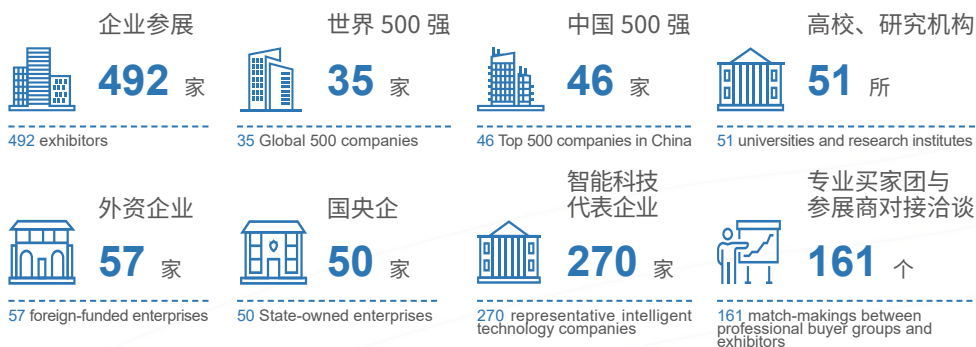 企业参展
492 家
492 exhibitors
世界 500 强
35 家
35 Global 500 companies
中国 500 强
46 家
46 Top 500 companies in China
高校、研究机构
51 所
51 universities and research institutes
外资企业
57 家
57 foreign-funded enterprises
国央企
50 家
50 State-owned enterprises
智能科技
代表企业
270 家
270 representative intelligent
technology companies
专业买家团与
参展商对接洽谈
161 个
161 match-makings between
professional buyer groups and
exhibitors